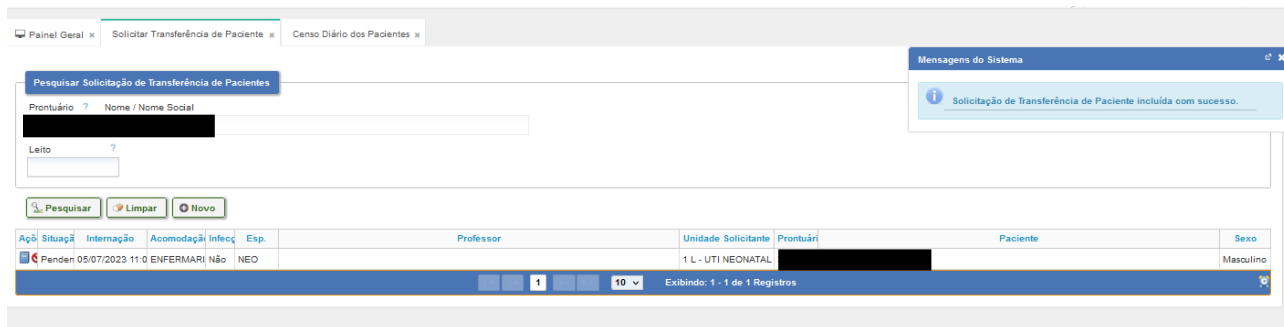 Painel Geral
Solicitar Transferência de Paciente
Censo Diário dos Pacientes
Mensagens do Sistema
Solicitação de Transferência de Paciente incluída com sucesso.
Pesquisar Solicitação de Transferência de Pacientes
Prontuário ? Nome / Nome Social
Leito ?
Pesquisar Limpar Novo
Açõ Situaçã Internação Acomodaçã Infecç Esp. Professor Unidade Solicitante Prontuári Paciente Sexo
Penden 05/07/2023 11:0 ENFERMARI Não NEO 1 L - UTI NEONATAL Masculino
1 10 Exibindo: 1 - 1 de 1 Registros